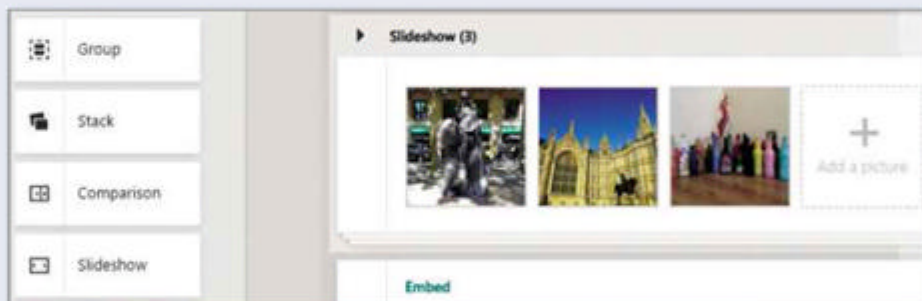 Group
Stack
Comparison
Slideshow
Slideshow (3)
Add a picture
Embed